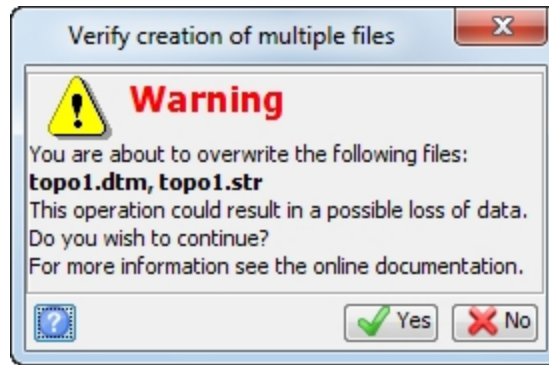 Verify creation of multiple files
Warning
You are about to overwrite the following files:
topo1.dtm, topo1.str
This operation could result in a possible loss of data.
Do you wish to continue?
For more information see the online documentation.
? Yes No